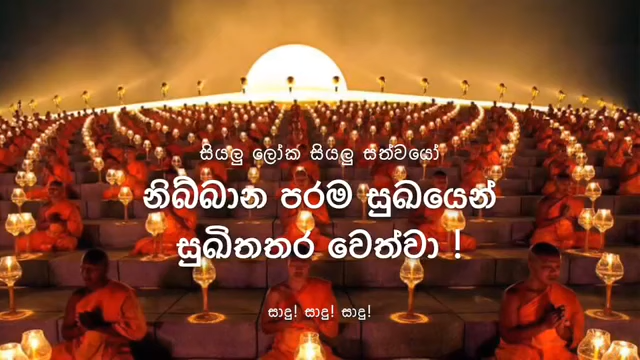 සියලු ලෝක සියලු සත්වයෝ
නිබ්බාන පරම සුඛයෙන්
සුඛිතතර වෙත්වා !
සාදු! සාදු! සාදු!